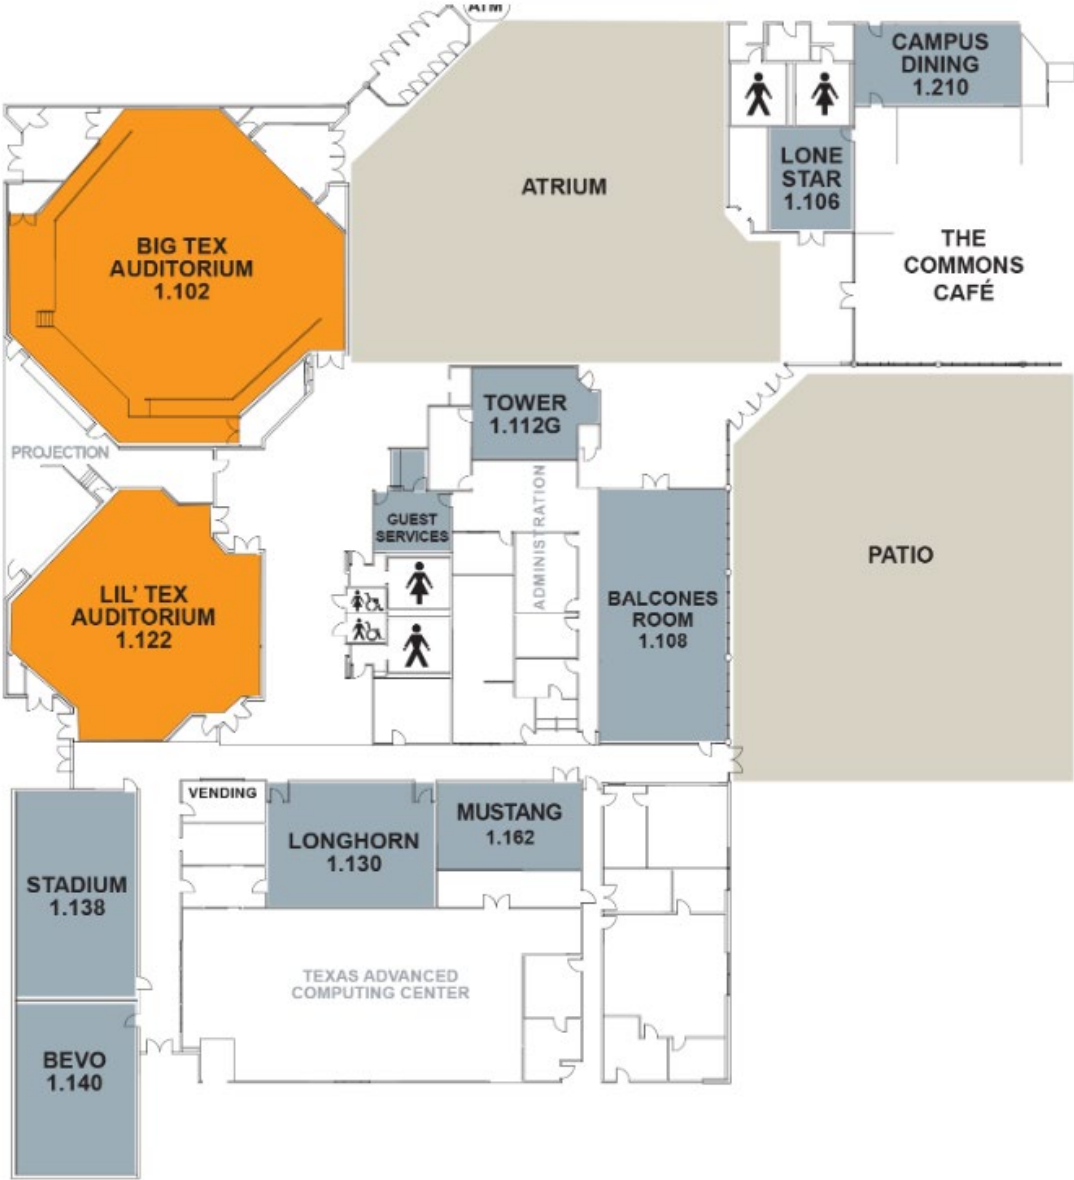 ATM
CAMPUS
DINING
1.210
LONE
STAR
1.106
ATRIUM
BIG TEX
AUDITORIUM
1.102
THE
COMMONS
CAFÉ
TOWER
1.112G
PROJECTION
ADMINISTRATION
GUEST
SERVICES
PATIO
LIL' TEX
AUDITORIUM
1.122
BALCONES
ROOM
1.108
VENDING
LONGHORN
1.130
MUSTANG
1.162
STADIUM
1.138
TEXAS ADVANCED
COMPUTING CENTER
BEVO
1.140